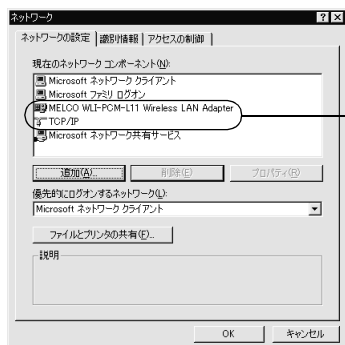 ネットワーク
ネットワークの設定 識別情報 アクセスの制御
現在のネットワーク コンポーネント(N):
Microsoft ネットワーク クライアント
Microsoft ファミリ ログオン
MELCO WLI-PCM-L11 Wireless LAN Adapter
TCP/IP
Microsoft ネットワーク共有サービス
追加(A)... 削除(E) プロパティ(R)
優先的にログオンするネットワーク(L):
Microsoft ネットワーク クライアント
ファイルとプリンタの共有(F)...
説明
OK キャンセル